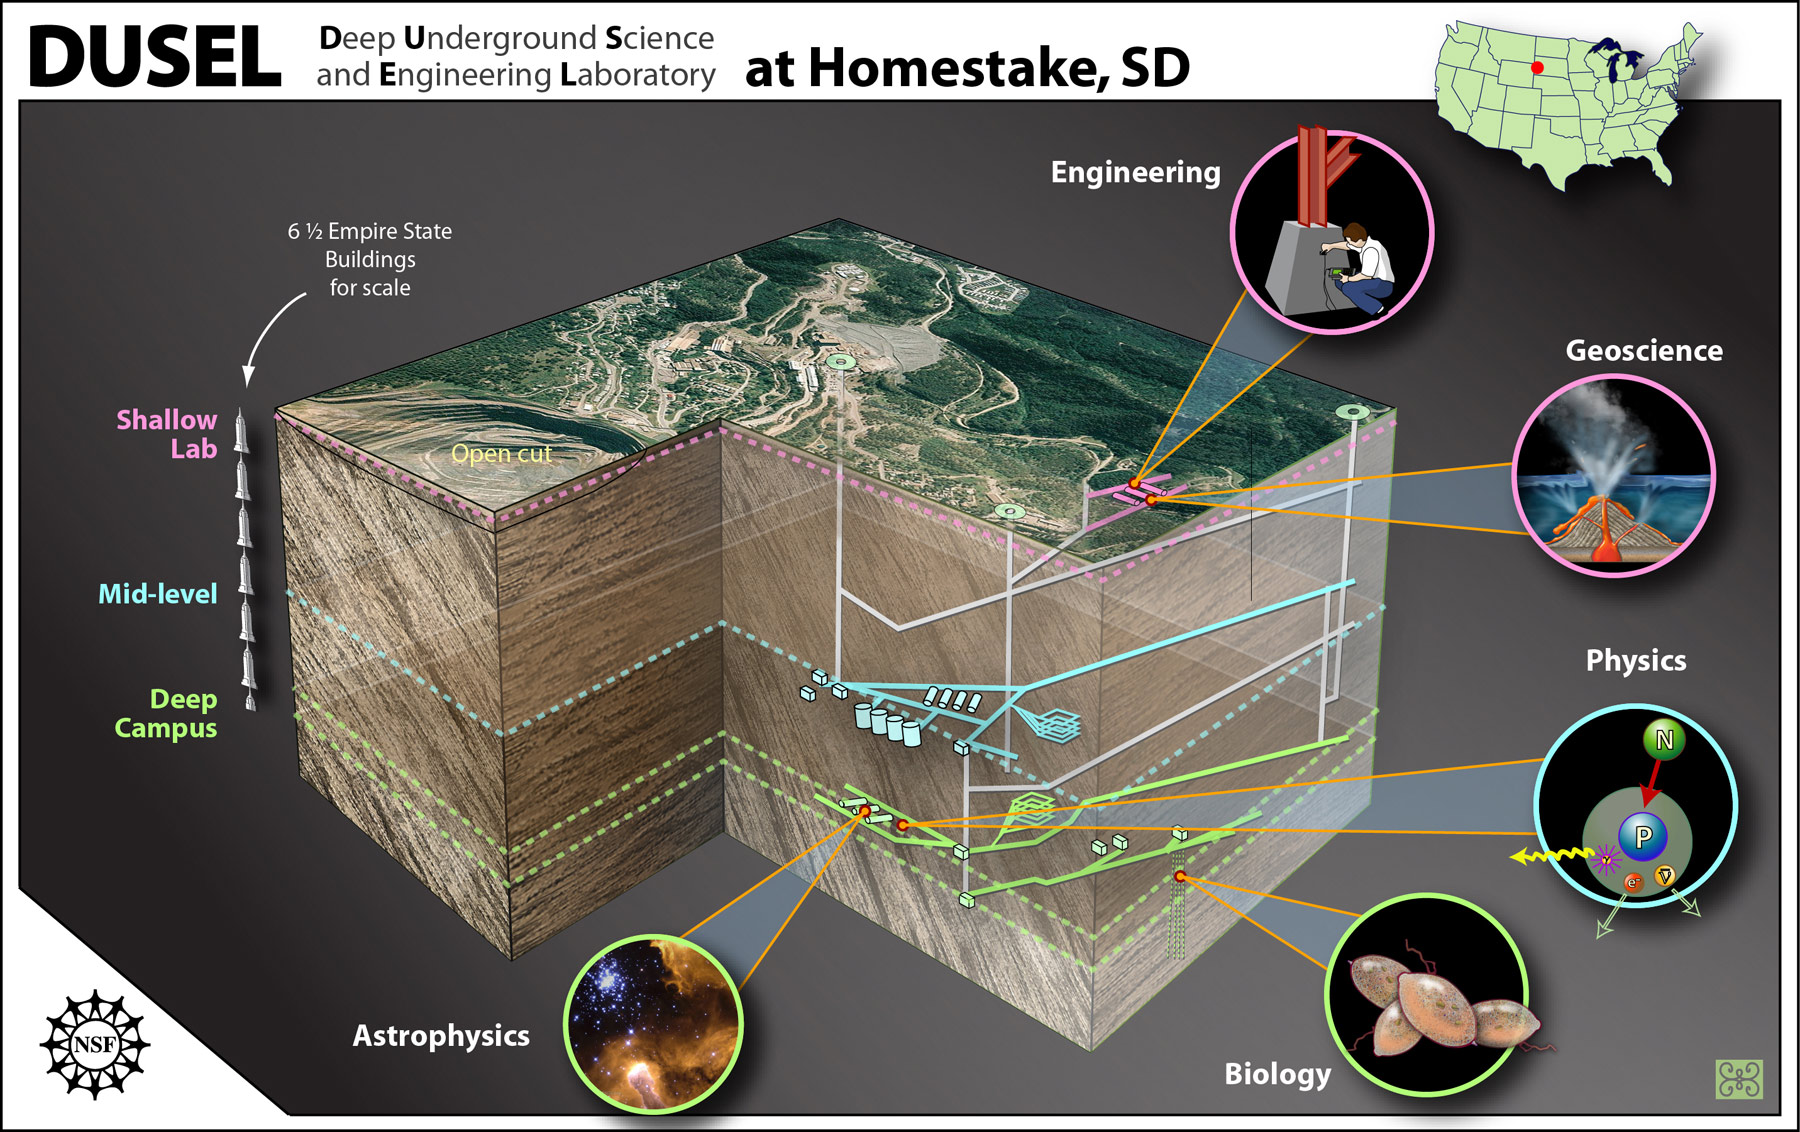 DUSEL
Deep Underground Science
and Engineering Laboratory
at Homestake, SD
Engineering
6 ½ Empire State
Buildings
for scale
Geoscience
Shallow
Lab
Open cut
Mid-level
Physics
Deep
Campus
N
P
γ
e⁻
ν̅
Astrophysics
Biology
NSF